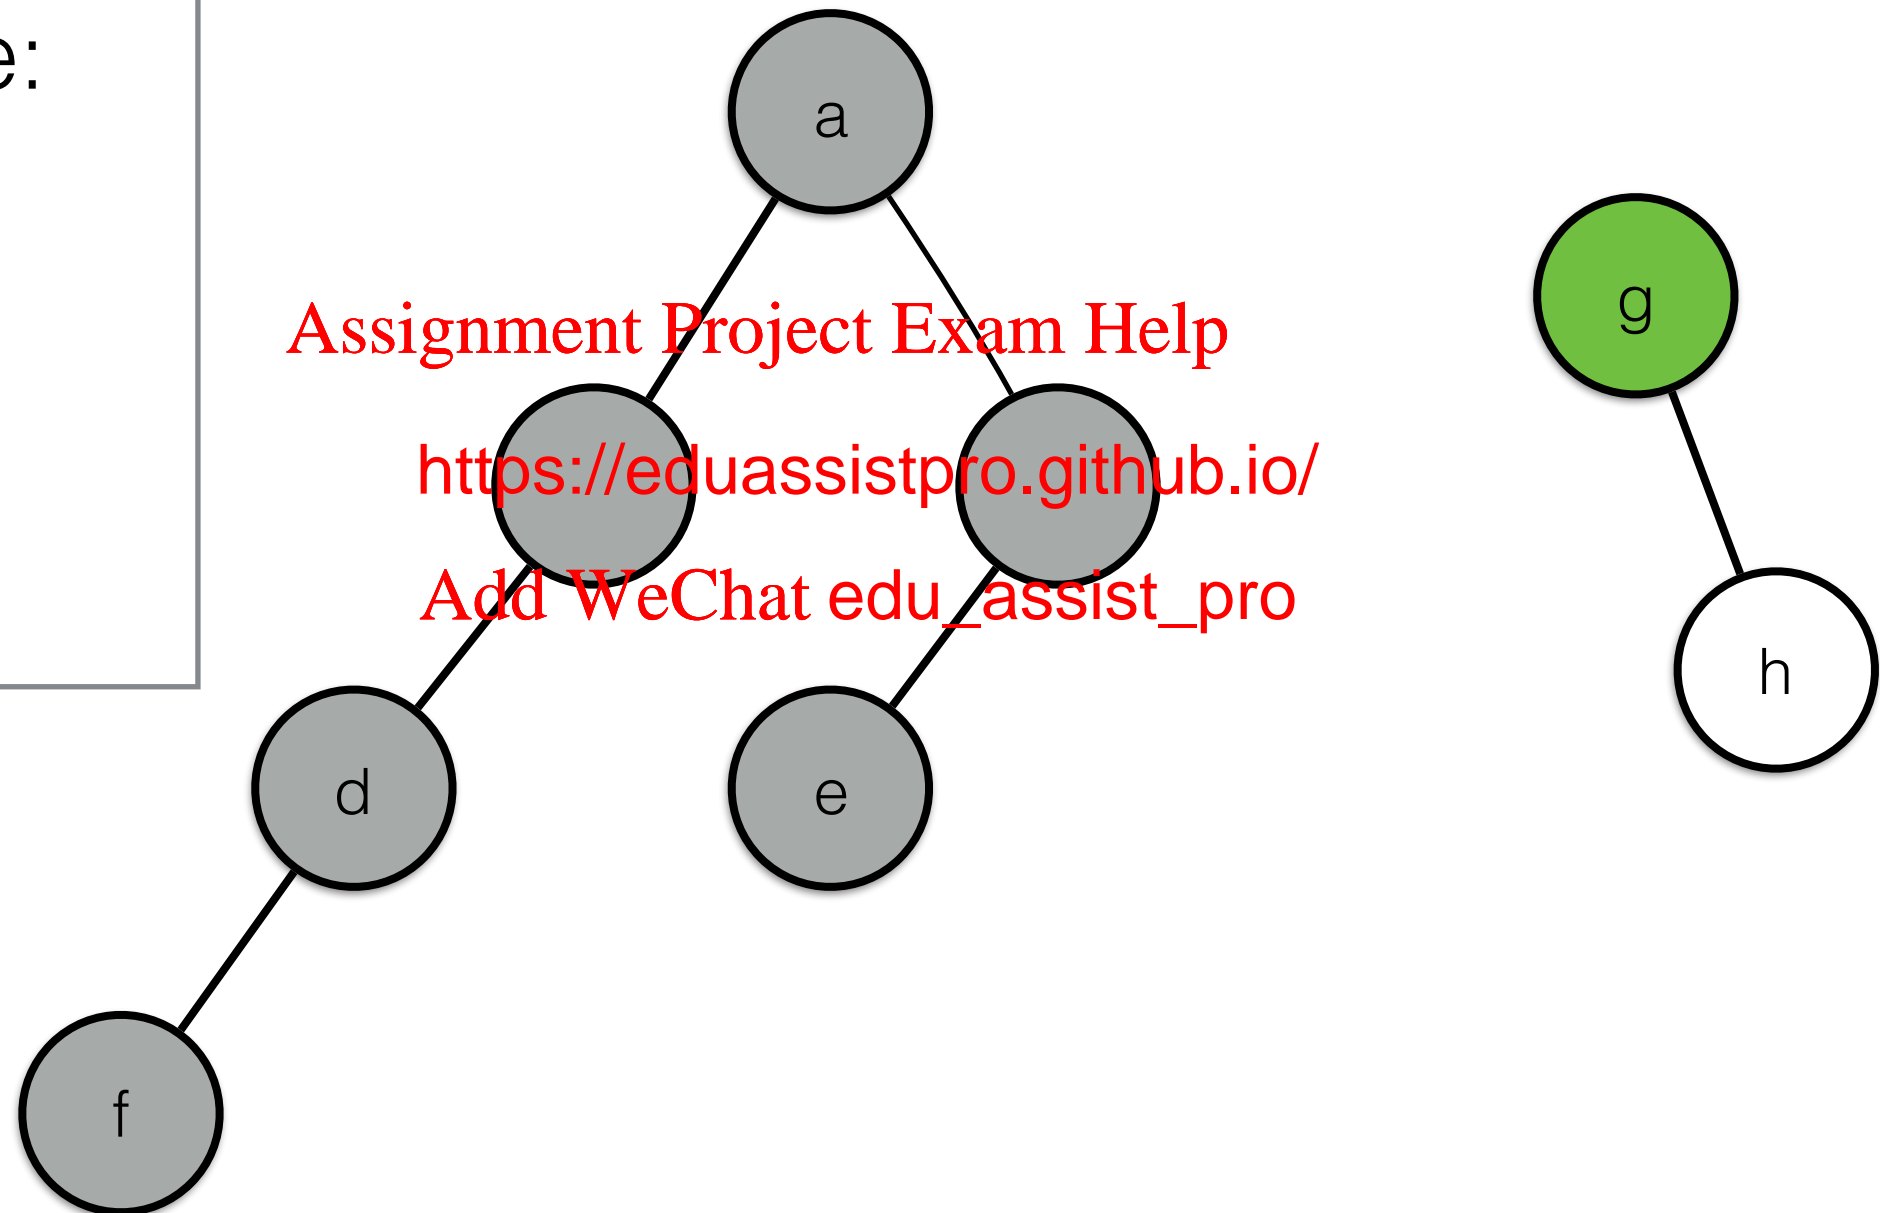 e:
a
g
Assignment Project Exam Help
https://eduassistpro.github.io/
Add WeChat edu_assist_pro
h
d
e
f